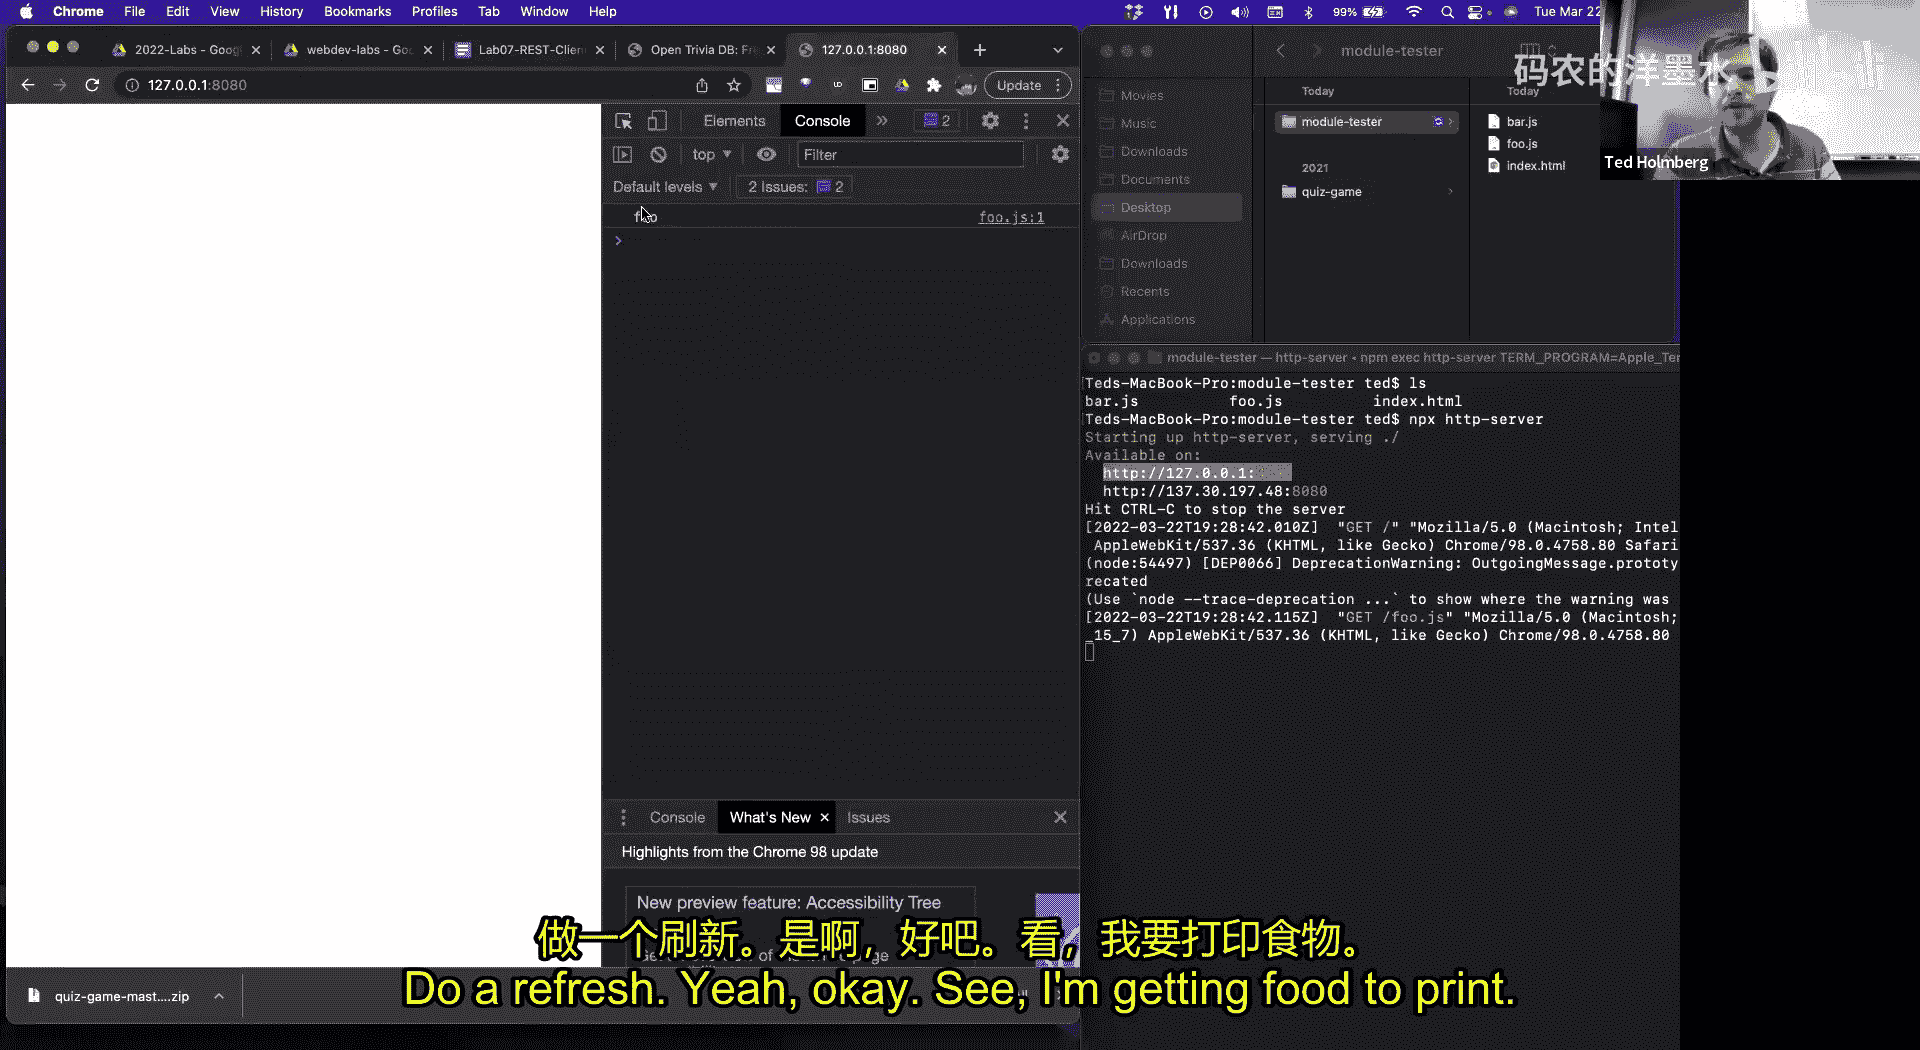 Chrome File Edit View History Bookmarks Profiles Tab Window Help
99%
Tue Mar 22
2022-Labs - Goog
webdev-labs - Goo
Lab07-REST-Clien
Open Trivia DB: Fr
127.0.0.1:8080
127.0.0.1:8080
Update
Elements
Console
2
top
Filter
Default levels
2 Issues:
2
foo.js:1
Console
What's New
Issues
Highlights from the Chrome 98 update
New preview feature: Accessibility Tree
quiz-game-mast....zip
module-tester
Movies
Music
Downloads
Documents
Desktop
AirDrop
Downloads
Recents
Applications
Today
module-tester
2021
quiz-game
Today
bar.js
foo.js
index.html
码农的洋墨水
Ted Holmberg
module-tester — http-server • npm exec http-server TERM_PROGRAM=Apple_Ter
Teds-MacBook-Pro:module-tester ted$ ls
bar.js foo.js index.html
Teds-MacBook-Pro:module-tester ted$ npx http-server
Starting up http-server, serving ./
Available on:
http://127.0.0.1:
http://137.30.197.48:8080
Hit CTRL-C to stop the server
[2022-03-22T19:28:42.010Z] "GET /" "Mozilla/5.0 (Macintosh; Intel
AppleWebKit/537.36 (KHTML, like Gecko) Chrome/98.0.4758.80 Safari
(node:54497) [DEP0066] DeprecationWarning: OutgoingMessage.prototy
recated
(Use `node --trace-deprecation ...` to show where the warning was
[2022-03-22T19:28:42.115Z] "GET /foo.js" "Mozilla/5.0 (Macintosh;
_15_7) AppleWebKit/537.36 (KHTML, like Gecko) Chrome/98.0.4758.80
做一个刷新。是啊，好吧。看，我要打印食物。
Do a refresh. Yeah, okay. See, I'm getting food to print.